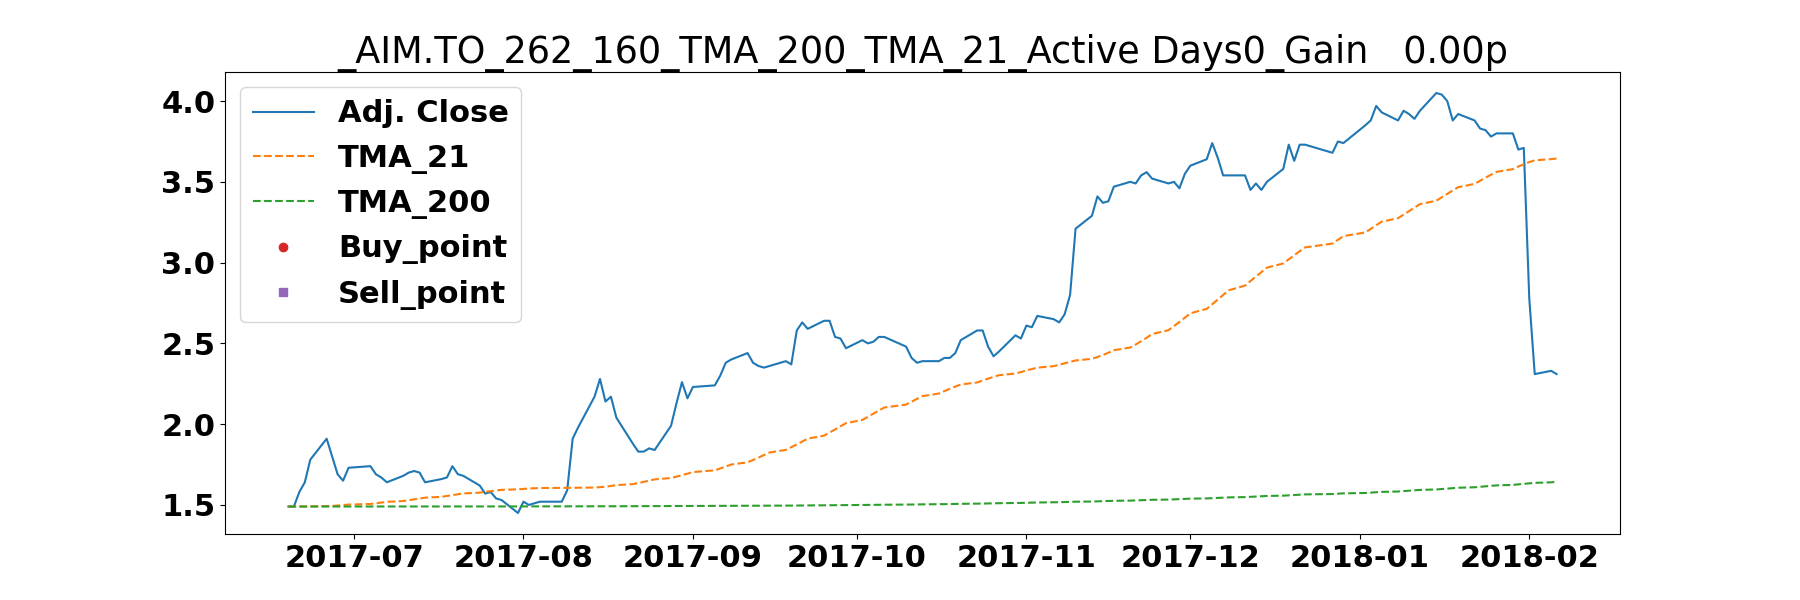 _AIM.TO_262_160_TMA_200_TMA_21_Active Days0_Gain   0.00p
Adj. Close
TMA_21
TMA_200
Buy_point
Sell_point
4.0
3.5
3.0
2.5
2.0
1.5
2017-07 2017-08 2017-09 2017-10 2017-11 2017-12 2018-01 2018-02